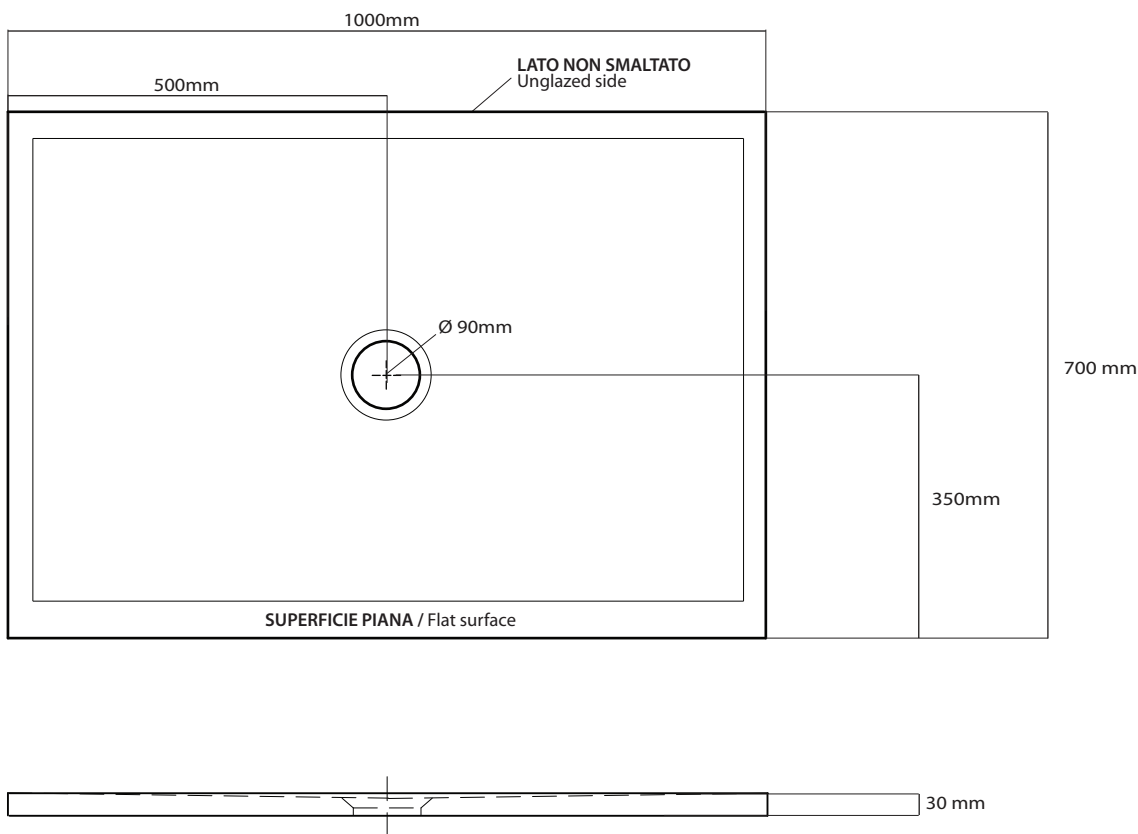 1000mm
LATO NON SMALTATO
Unglazed side
500mm
Ø 90mm
700 mm
350mm
SUPERFICIE PIANA / Flat surface
30 mm